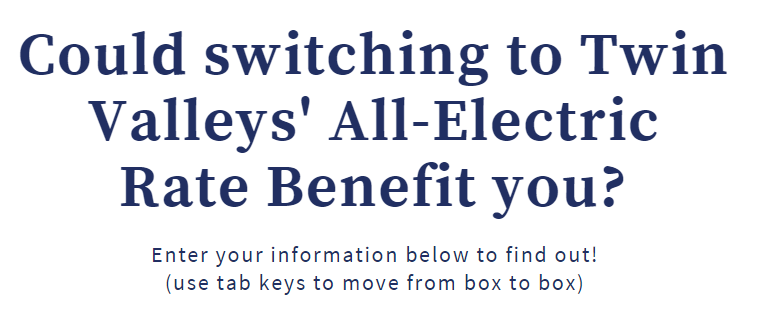 Could switching to Twin
Valleys' All-Electric
Rate Benefit you?
Enter your information below to find out!
(use tab keys to move from box to box)